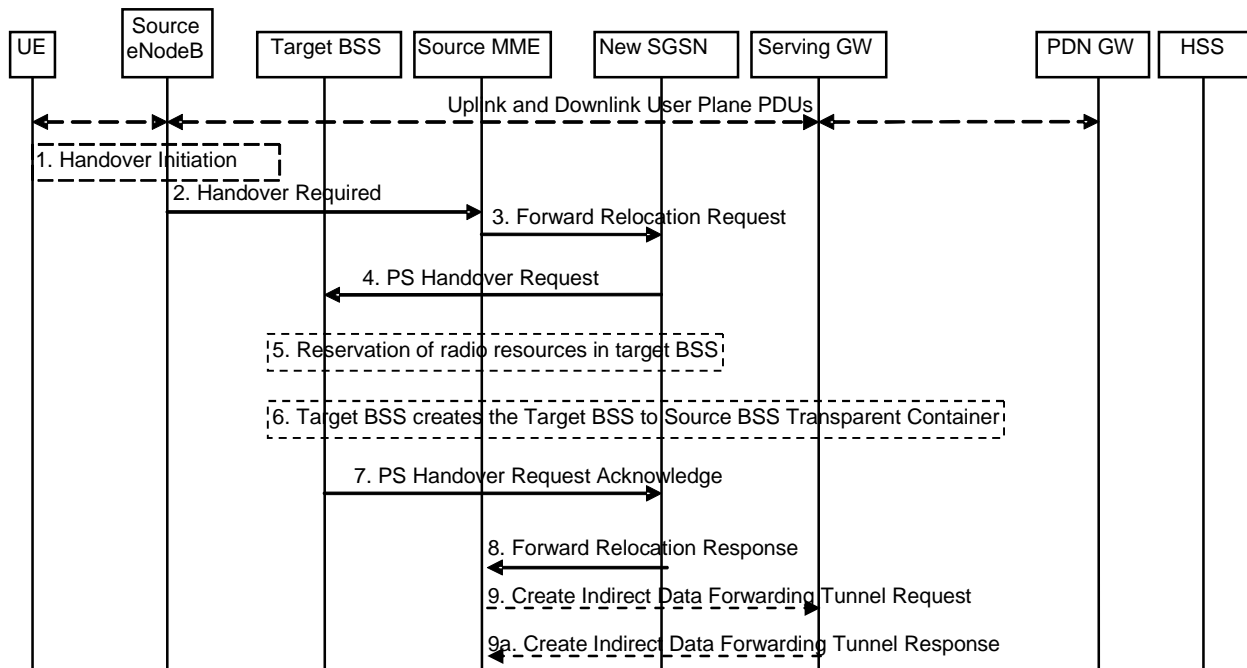 UE
Source
eNodeB
Target BSS
Source MME
New SGSN
Serving GW
PDN GW
HSS
Uplink and Downlink User Plane PDUs
1. Handover Initiation
2. Handover Required
3. Forward Relocation Request
4. PS Handover Request
5. Reservation of radio resources in target BSS
6. Target BSS creates the Target BSS to Source BSS Transparent Container
7. PS Handover Request Acknowledge
8. Forward Relocation Response
9. Create Indirect Data Forwarding Tunnel Request
9a. Create Indirect Data Forwarding Tunnel Response